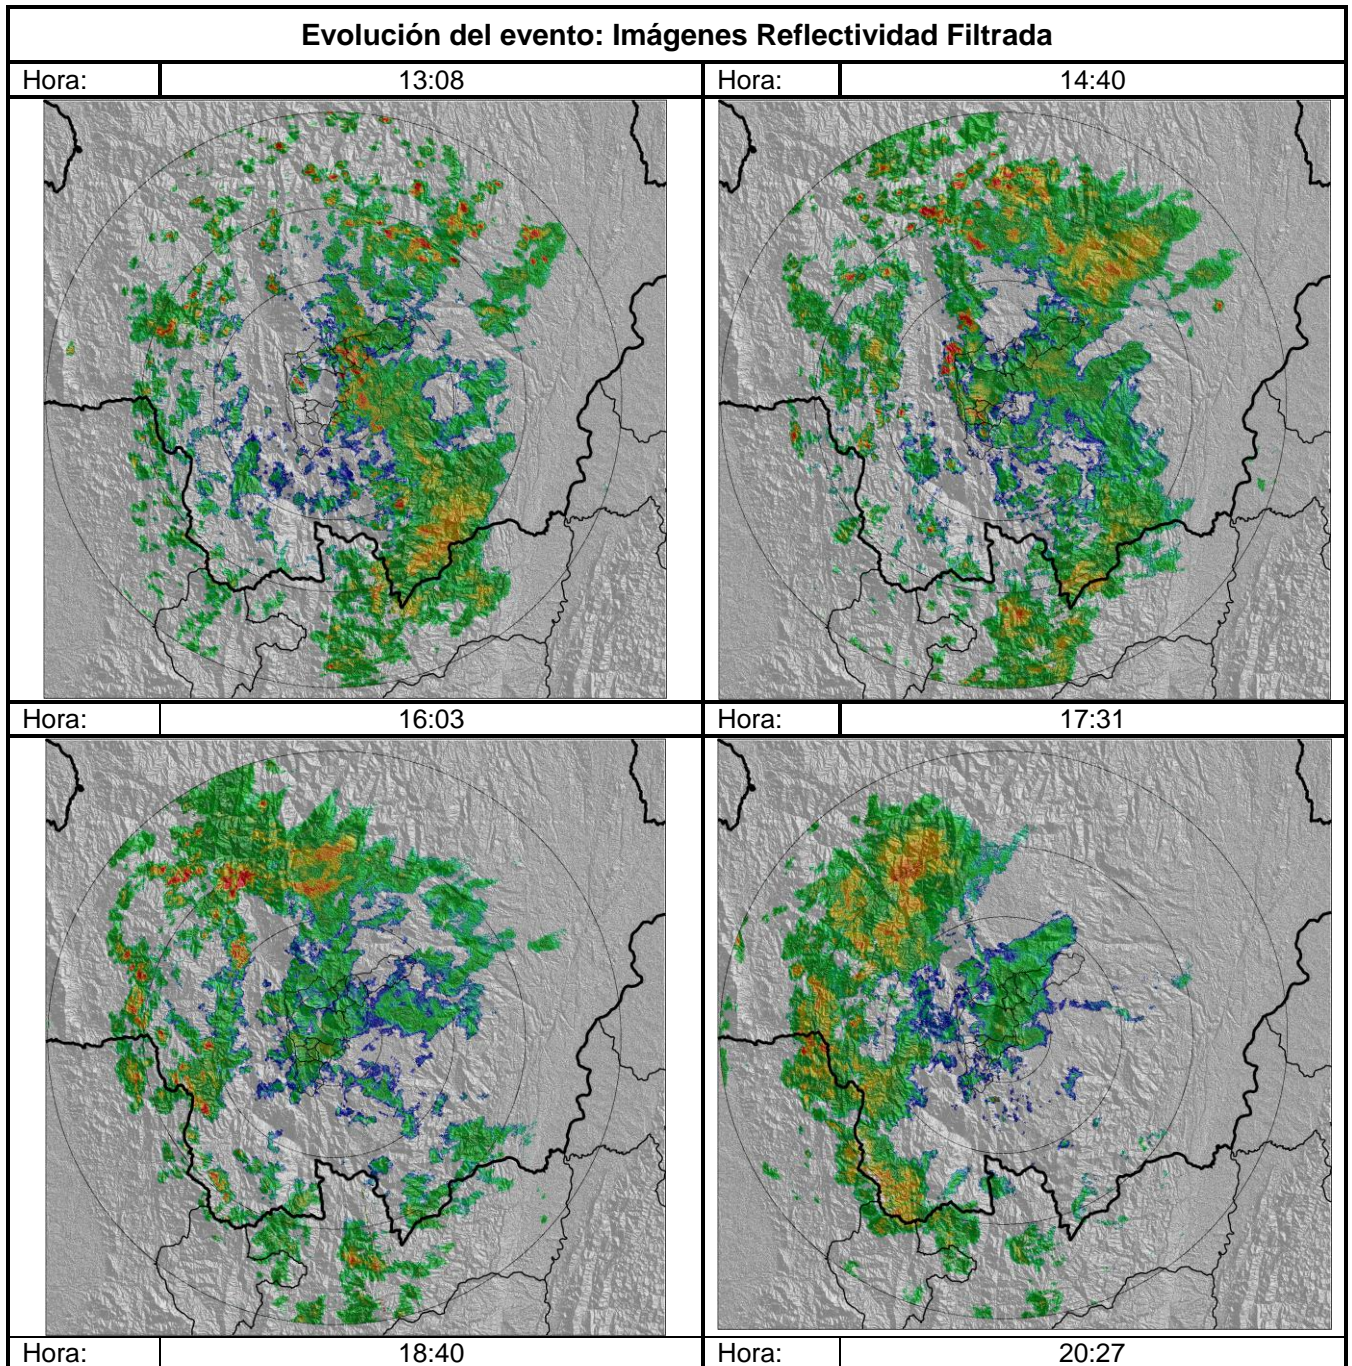 Evolución del evento: Imágenes Reflectividad Filtrada
Hora: 13:08 Hora: 14:40
Hora: 16:03 Hora: 17:31
Hora: 18:40 Hora: 20:27